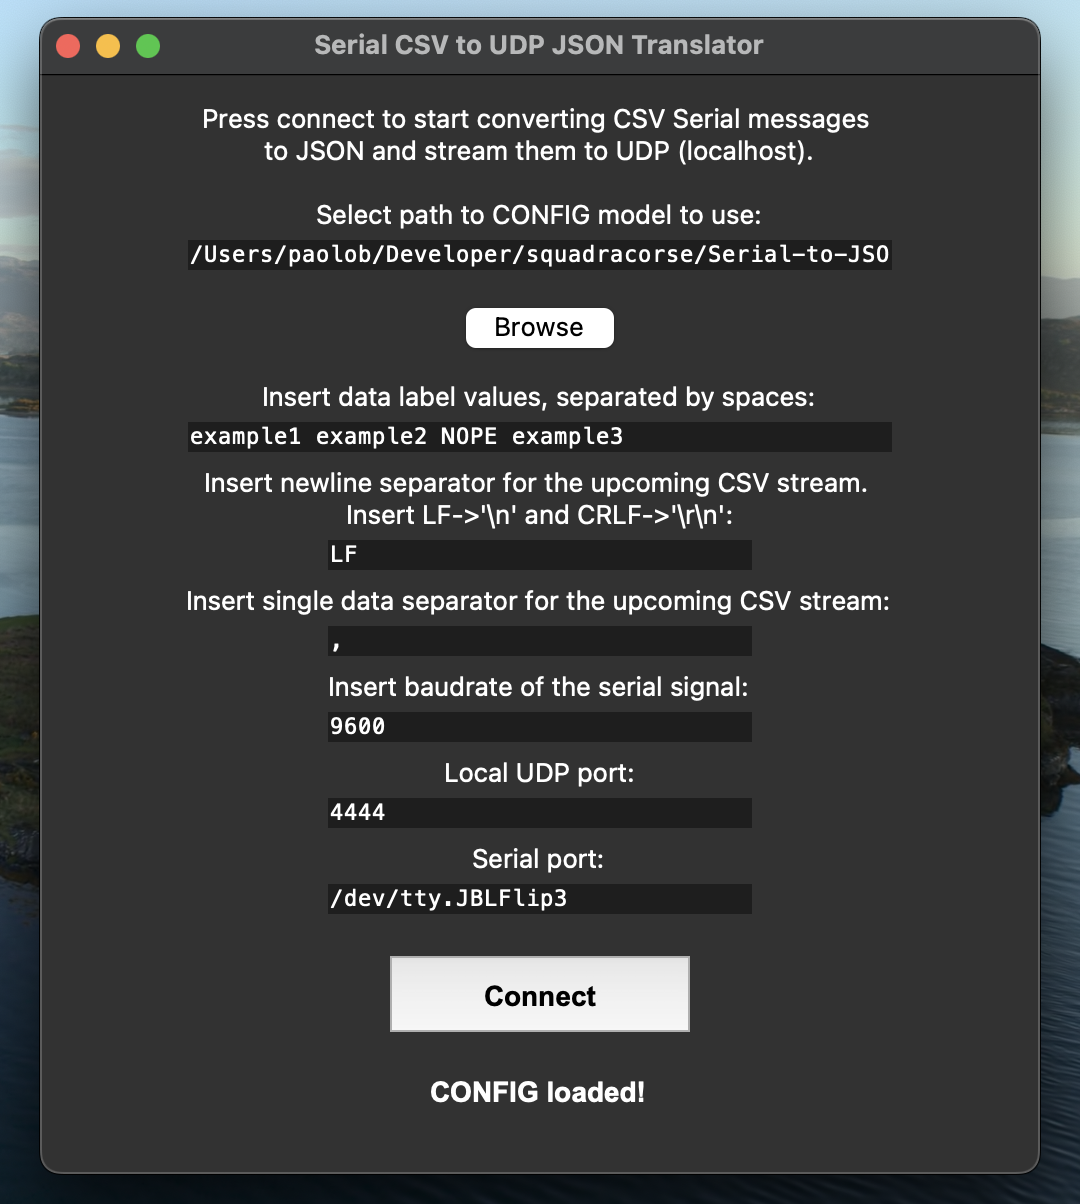 Serial CSV to UDP JSON Translator
Press connect to start converting CSV Serial messages
to JSON and stream them to UDP (localhost).
Select path to CONFIG model to use:
/Users/paolob/Developer/squadracorse/Serial-to-JSO
Browse
Insert data label values, separated by spaces:
example1 example2 NOPE example3
Insert newline separator for the upcoming CSV stream.
Insert LF->'\n' and CRLF->'\r\n':
LF
Insert single data separator for the upcoming CSV stream:
,
Insert baudrate of the serial signal:
9600
Local UDP port:
4444
Serial port:
/dev/tty.JBLFlip3
Connect
CONFIG loaded!